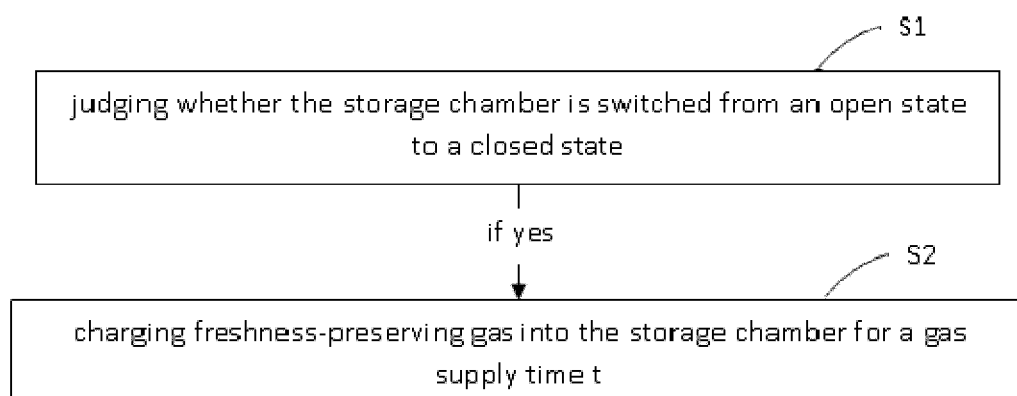 S1
judging whether the storage chamber is switched from an open state
to a closed state
if yes
S2
charging freshness-preserving gas into the storage chamber for a gas
supply time t